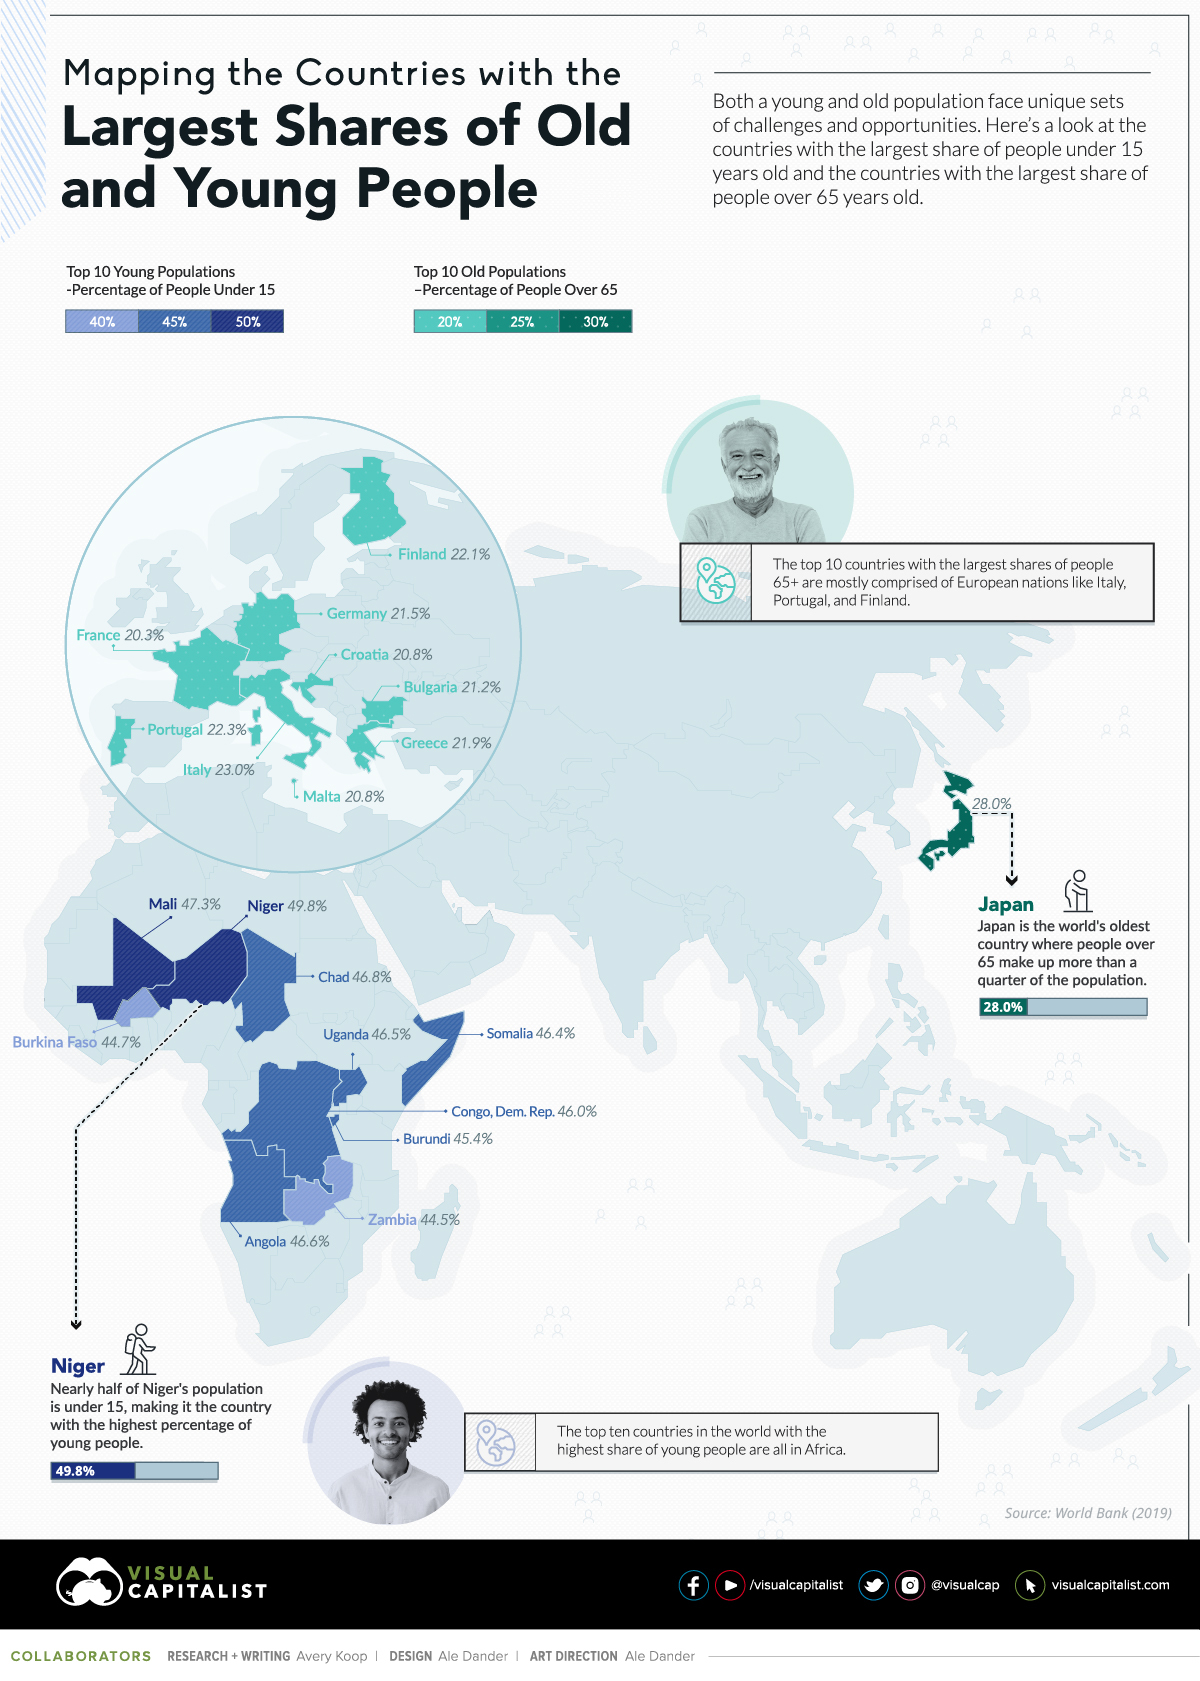 Mapping the Countries with the
Largest Shares of Old
and Young People
Both a young and old population face unique sets
of challenges and opportunities. Here's a look at the
countries with the largest share of people under 15
years old and the countries with the largest share of
people over 65 years old.
Top 10 Young Populations
-Percentage of People Under 15
40% 45% 50%
Top 10 Old Populations
–Percentage of People Over 65
20% 25% 30%
The top 10 countries with the largest shares of people
65+ are mostly comprised of European nations like Italy,
Portugal, and Finland.
Finland 22.1%
Germany 21.5%
France 20.3%
Croatia 20.8%
Bulgaria 21.2%
Portugal 22.3%
Greece 21.9%
Italy 23.0%
Malta 20.8%
28.0%
Japan
Japan is the world's oldest
country where people over
65 make up more than a
quarter of the population.
28.0%
Mali 47.3%
Niger 49.8%
Chad 46.8%
Burkina Faso 44.7%
Uganda 46.5%
Somalia 46.4%
Congo, Dem. Rep. 46.0%
Burundi 45.4%
Zambia 44.5%
Angola 46.6%
Niger
Nearly half of Niger's population
is under 15, making it the country
with the highest percentage of
young people.
49.8%
The top ten countries in the world with the
highest share of young people are all in Africa.
Source: World Bank (2019)
VISUAL
CAPITALIST
/visualcapitalist @visualcap visualcapitalist.com
COLLABORATORS RESEARCH + WRITING Avery Koop | DESIGN Ale Dander | ART DIRECTION Ale Dander